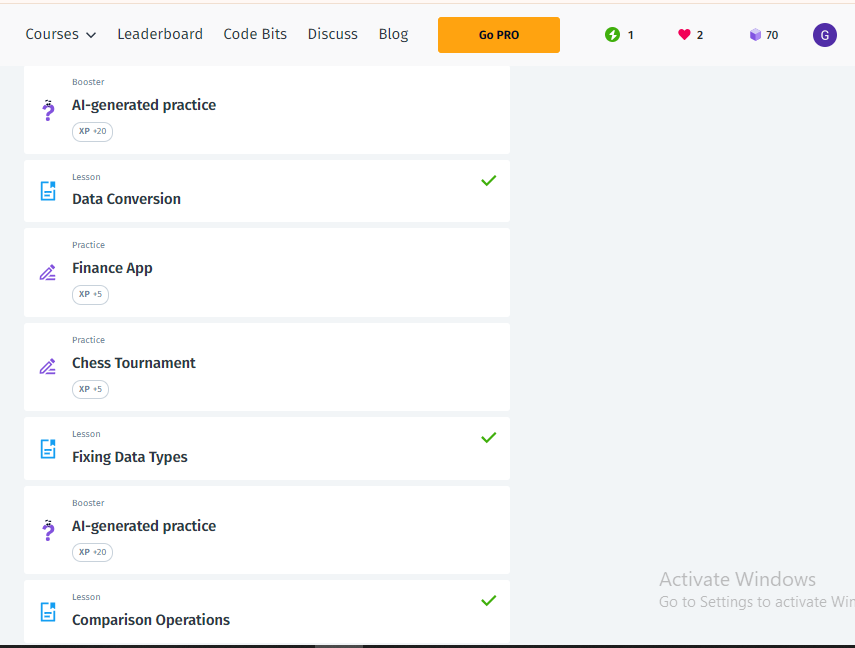 Courses Leaderboard Code Bits Discuss Blog Go PRO 1 2 70 G
Booster
AI-generated practice
XP +20
Lesson
Data Conversion
Practice
Finance App
XP +5
Practice
Chess Tournament
XP +5
Lesson
Fixing Data Types
Booster
AI-generated practice
XP +20
Lesson
Comparison Operations
Activate Windows
Go to Settings to activate Win